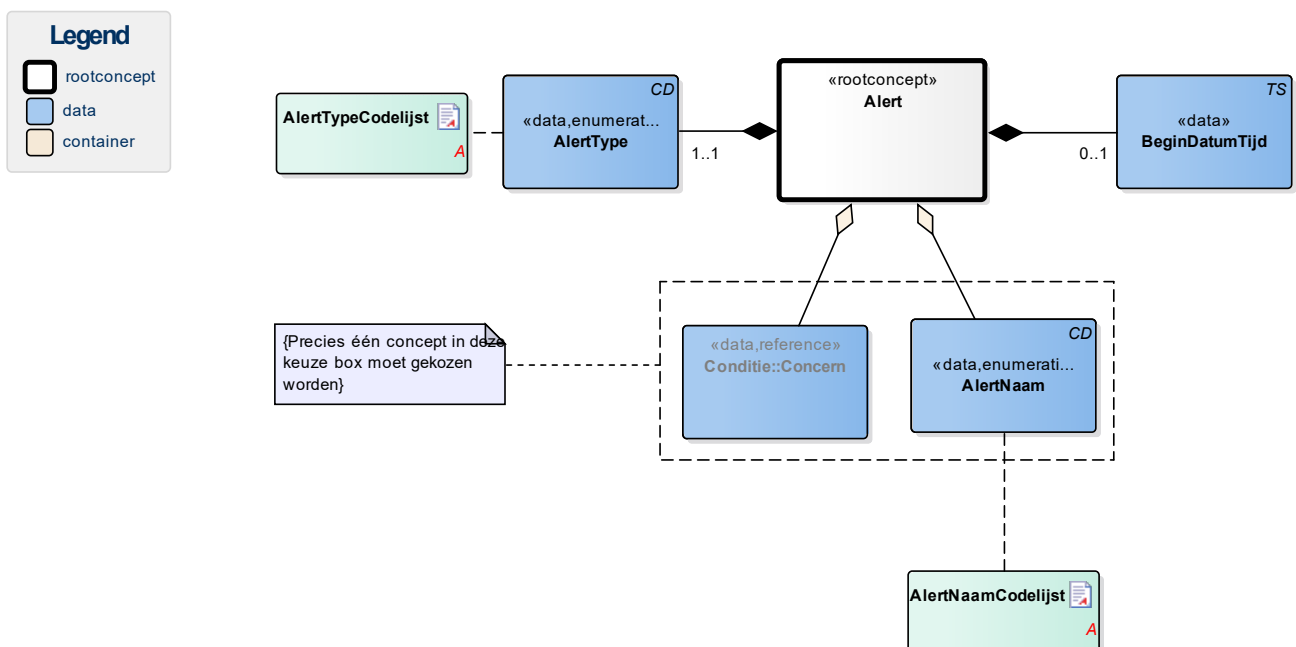 Legend
rootconcept
data
container
AlertTypeCodelijst
A
CD
«data,enumerat...
AlertType
1..1
«rootconcept»
Alert
0..1
TS
«data»
BeginDatumTijd
{Precies één concept in deze
keuze box moet gekozen
worden}
«data,reference»
Conditie::Concern
CD
«data,enumerati...
AlertNaam
AlertNaamCodelijst
A